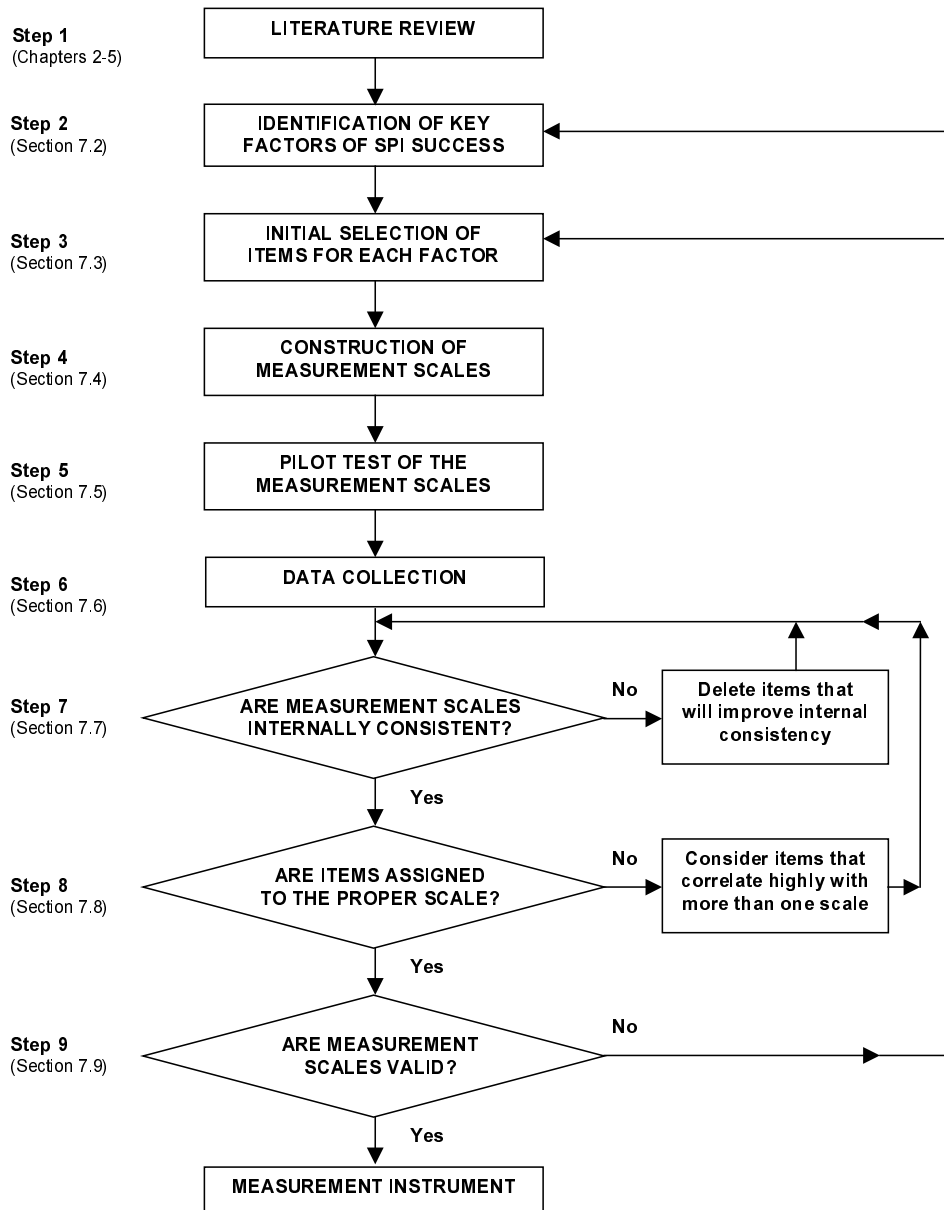 Step 1
(Chapters 2-5)
LITERATURE REVIEW
Step 2
(Section 7.2)
IDENTIFICATION OF KEY
FACTORS OF SPI SUCCESS
Step 3
(Section 7.3)
INITIAL SELECTION OF
ITEMS FOR EACH FACTOR
Step 4
(Section 7.4)
CONSTRUCTION OF
MEASUREMENT SCALES
Step 5
(Section 7.5)
PILOT TEST OF THE
MEASUREMENT SCALES
Step 6
(Section 7.6)
DATA COLLECTION
Step 7
(Section 7.7)
ARE MEASUREMENT SCALES
INTERNALLY CONSISTENT?
No
Delete items that
will improve internal
consistency
Yes
Step 8
(Section 7.8)
ARE ITEMS ASSIGNED
TO THE PROPER SCALE?
No
Consider items that
correlate highly with
more than one scale
Yes
Step 9
(Section 7.9)
ARE MEASUREMENT
SCALES VALID?
No
Yes
MEASUREMENT INSTRUMENT